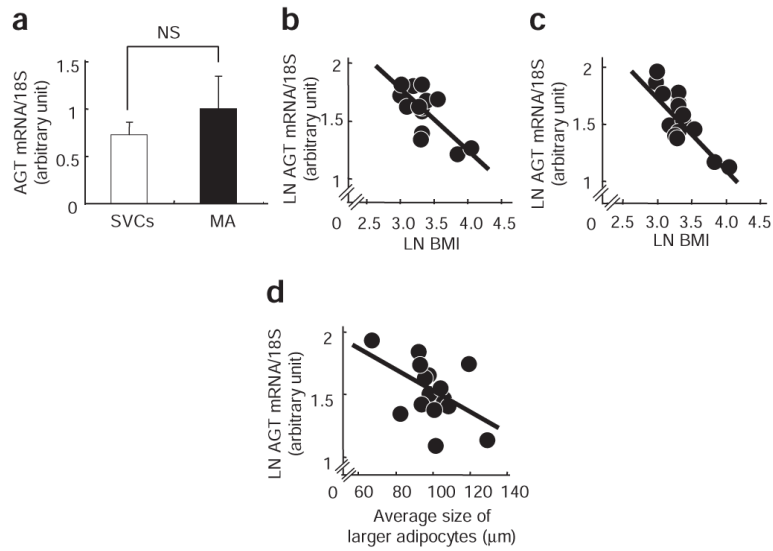 a
NS
AGT mRNA/18S
(arbitrary unit)
1.5
1
0.5
0
SVCs MA
b
LN AGT mRNA/18S
(arbitrary unit)
2
1.5
1
0 2.5 3.0 3.5 4.0 4.5
LN BMI
c
LN AGT mRNA/18S
(arbitrary unit)
2
1.5
1
0 2.5 3.0 3.5 4.0 4.5
LN BMI
d
LN AGT mRNA/18S
(arbitrary unit)
2
1.5
1
0 60 80 100 120 140
Average size of
larger adipocytes (μm)